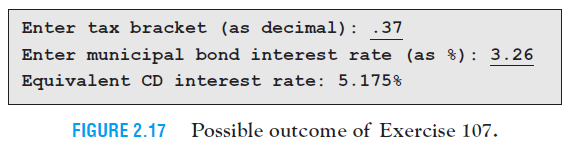 Enter tax bracket (as decimal): .37
Enter municipal bond interest rate (as %): 3.26
Equivalent CD interest rate: 5.175%
FIGURE 2.17 Possible outcome of Exercise 107.